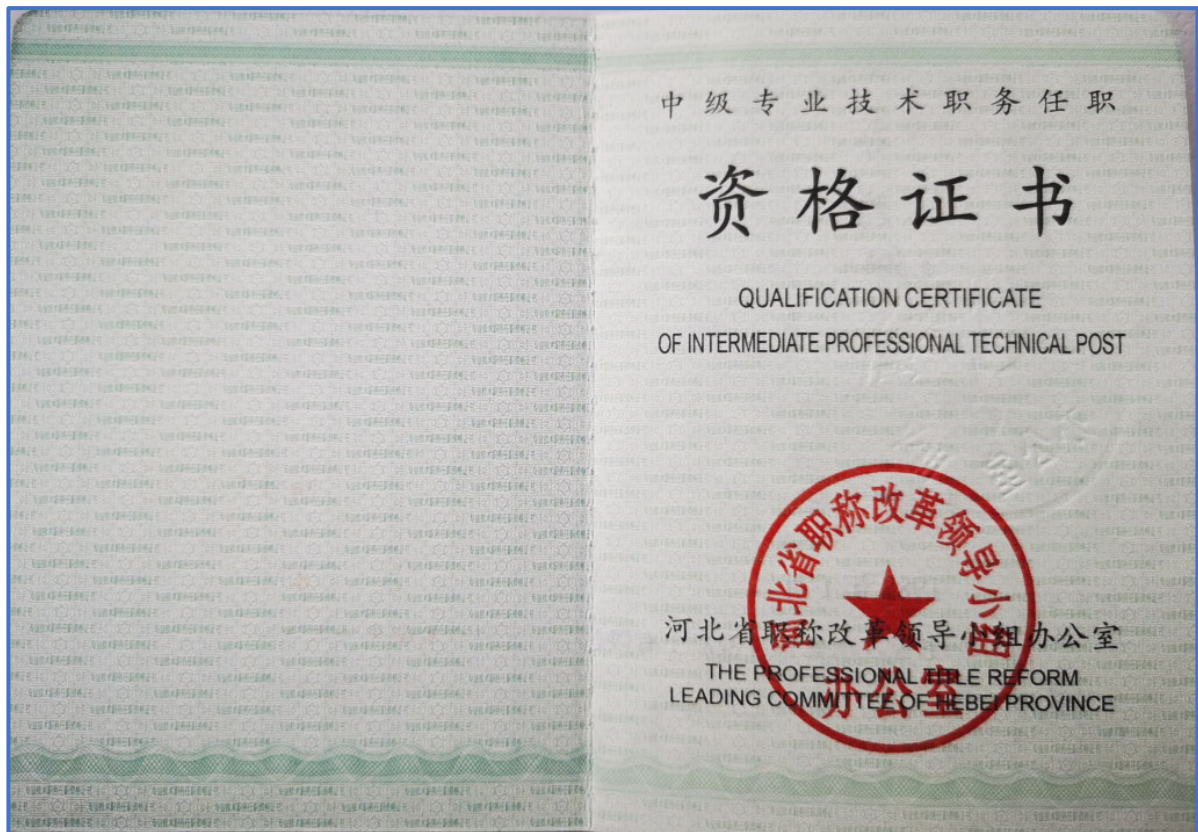 中级专业技术职务任职
资格证书
QUALIFICATION CERTIFICATE
OF INTERMEDIATE PROFESSIONAL TECHNICAL POST
河北省职称改革领导小组
办公室
河北省职称改革领导小组办公室
THE PROFESSIONAL TITLE REFORM
LEADING COMMITTEE OF HEBEI PROVINCE